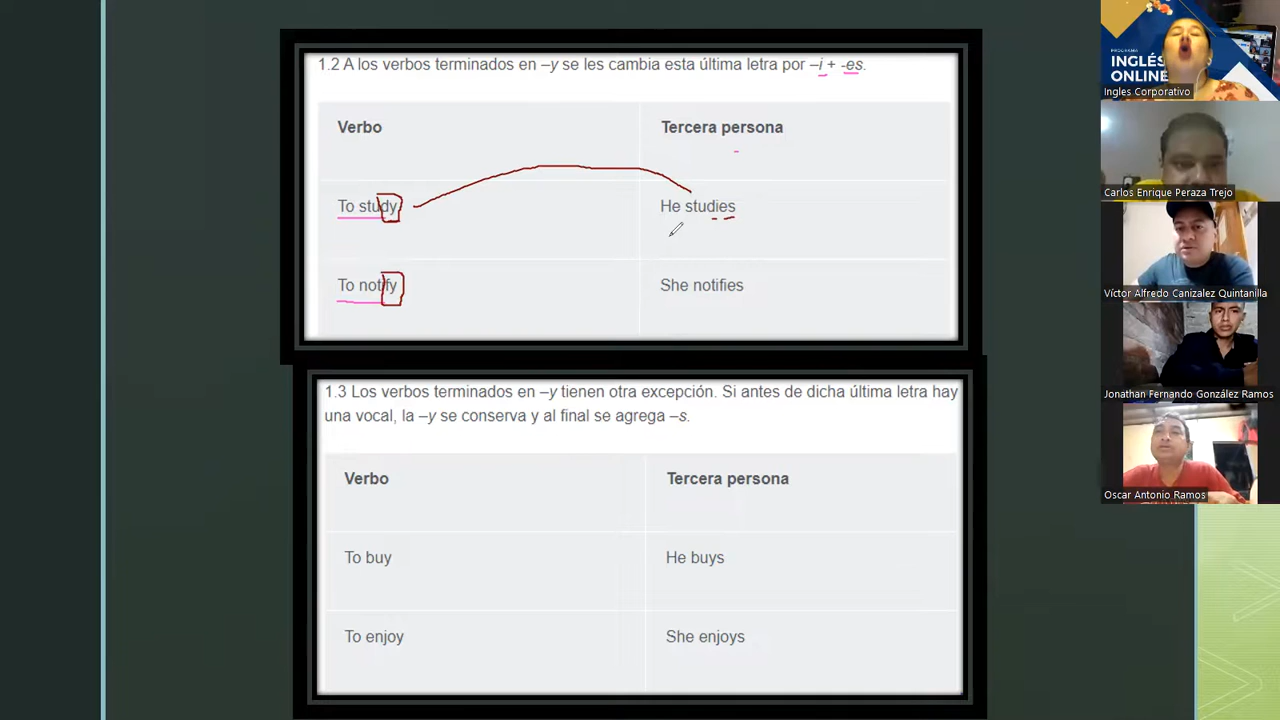 1.2 A los verbos terminados en –y se les cambia esta última letra por –i + -es.
Verbo Tercera persona
To study He studies
To notify She notifies
1.3 Los verbos terminados en –y tienen otra excepción. Si antes de dicha última letra hay
una vocal, la –y se conserva y al final se agrega –s.
Verbo Tercera persona
To buy He buys
To enjoy She enjoys
PROGRAMA
INGLÉS
ONLINE
Ingles Corporativo
Carlos Enrique Peraza Trejo
Víctor Alfredo Canizalez Quintanilla
Jonathan Fernando González Ramos
Oscar Antonio Ramos